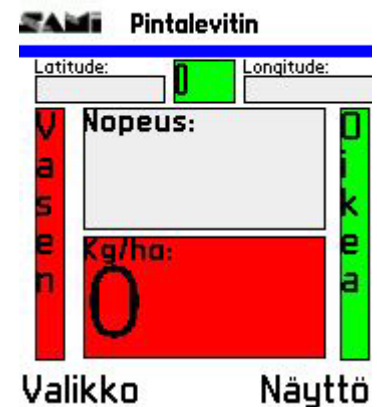 SAMi Pintalevitin
Latitude: 0 Longitude:
Vasen
Nopeus:
Oikea
Kg/ha:
0
Valikko Näyttö